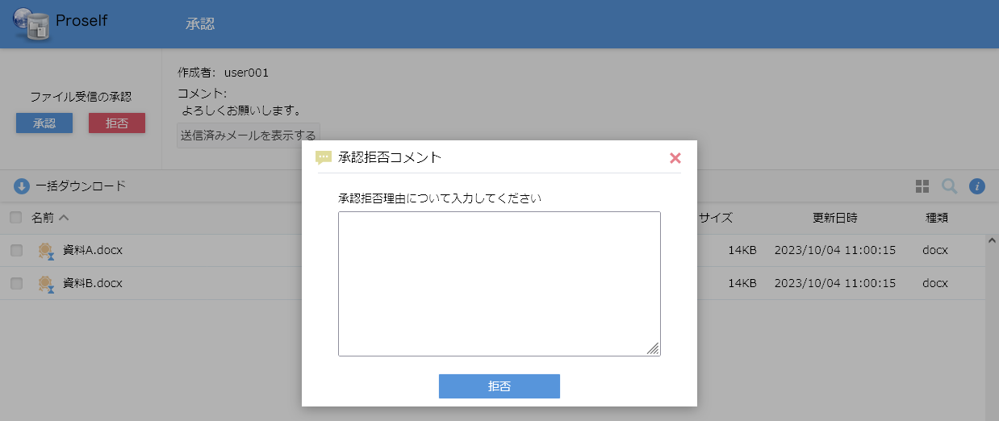 Proself
承認
ファイル受信の承認
承認 拒否
作成者: user001
コメント:
よろしくお願いします。
送信済みメールを表示する
一括ダウンロード
名前 サイズ 更新日時 種類
資料A.docx 14KB 2023/10/04 11:00:15 docx
資料B.docx 14KB 2023/10/04 11:00:15 docx
承認拒否コメント
承認拒否理由について入力してください
拒否